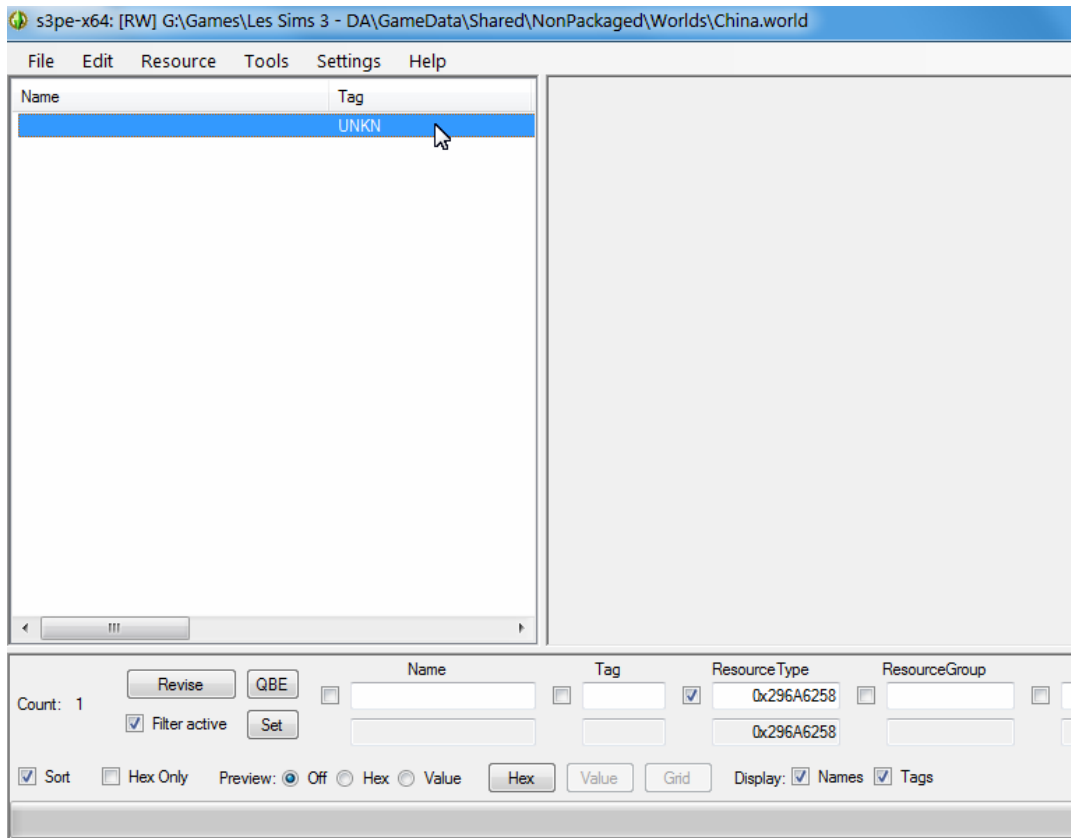 s3pe-x64: [RW] G:\Games\Les Sims 3 - DA\GameData\Shared\NonPackaged\Worlds\China.world
File Edit Resource Tools Settings Help
Name Tag
UNKN
Name Tag ResourceType ResourceGroup
Count: 1 Revise QBE 0x296A6258
Filter active Set 0x296A6258
Sort Hex Only Preview: Off Hex Value Hex Value Grid Display: Names Tags